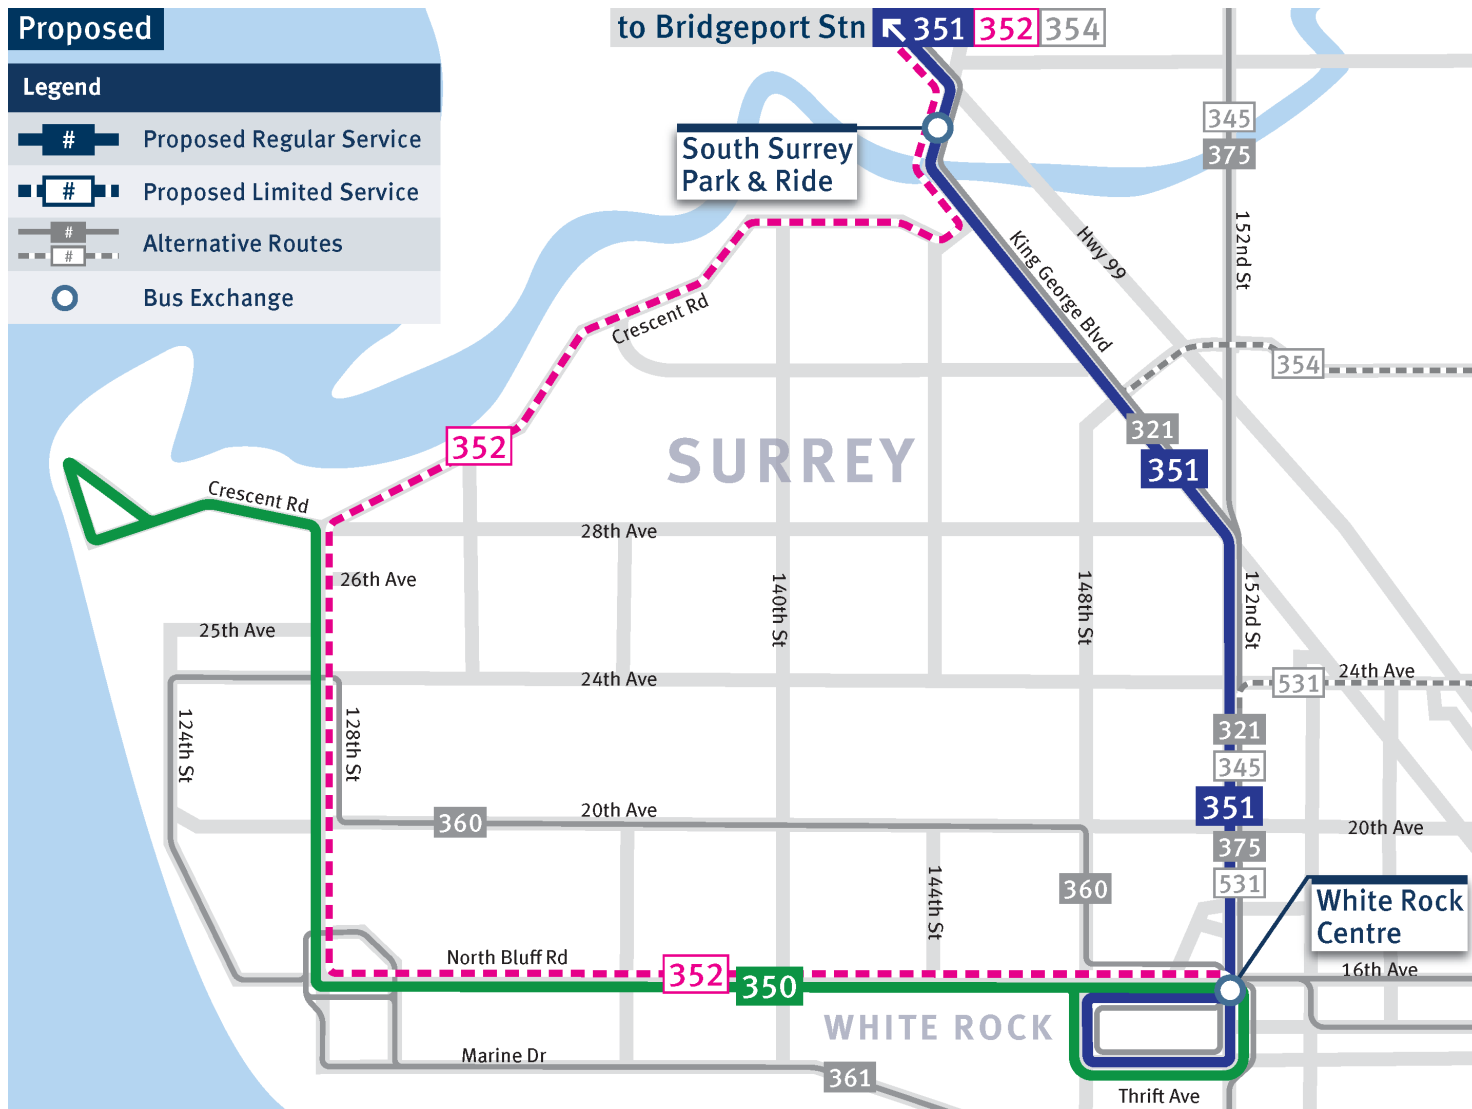 Proposed
to Bridgeport Stn
351
352
354
Legend
# Proposed Regular Service
# Proposed Limited Service
#
# Alternative Routes
Bus Exchange
South Surrey
Park & Ride
345
375
152nd St
Hwy 99
King George Blvd
Crescent Rd
354
321
351
352
SURREY
Crescent Rd
28th Ave
26th Ave
140th St
148th St
152nd St
25th Ave
24th Ave
531
24th Ave
124th St
128th St
321
345
351
375
531
360
20th Ave
20th Ave
144th St
360
White Rock
Centre
North Bluff Rd
352
350
16th Ave
WHITE ROCK
Marine Dr
361
Thrift Ave